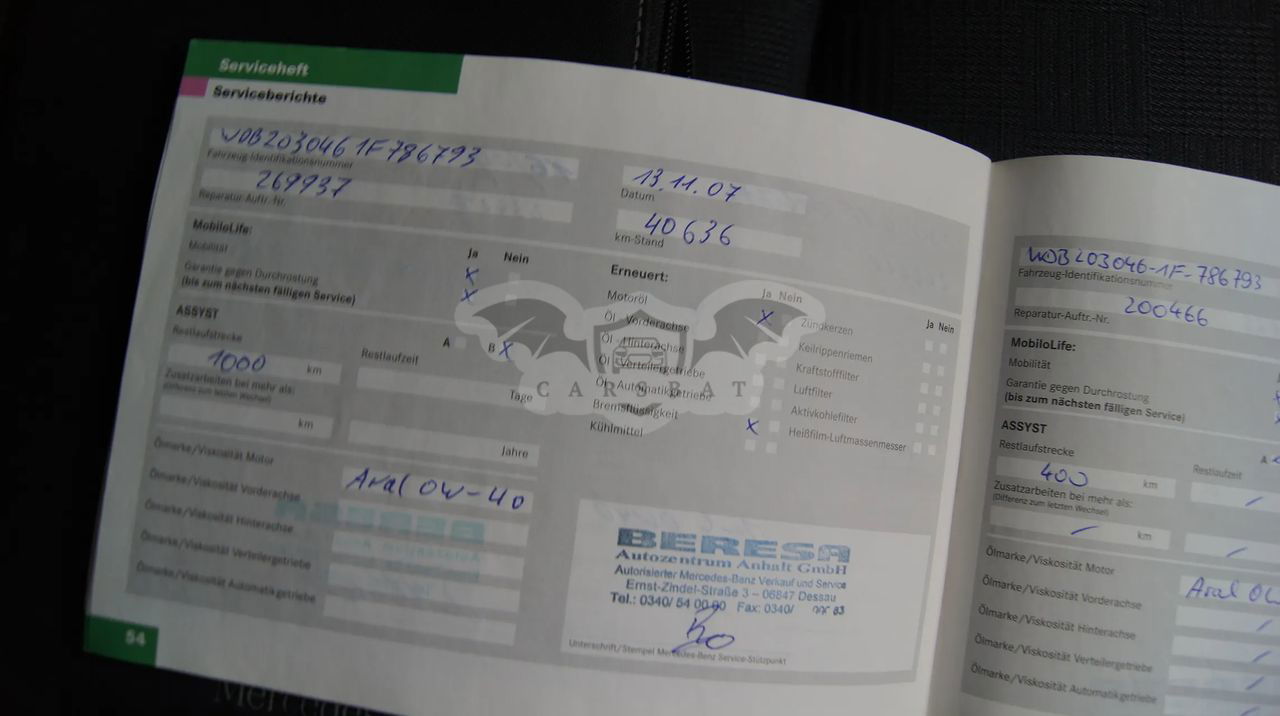 Serviceheft
Serviceberichte
WDB203046 1F786793
Fahrzeug-Identifikationsnummer
269937
Reparatur-Auftr.-Nr.
13.11.07
Datum
40636
km-Stand
MobiloLife:
Mobilität
Garantie gegen Durchrostung
(bis zum nächsten fälligen Service)
Ja Nein
X
X
ASSYST
A B X
Restlaufstrecke
1000 km
Restlaufzeit
Tage
Zusatzarbeiten bei mehr als:
(Differenz zum letzten Wechsel)
km
Jahre
Ölmarke/Viskosität Motor
Aral 0W-40
Ölmarke/Viskosität Vorderachse
Ölmarke/Viskosität Hinterachse
Ölmarke/Viskosität Verteilergetriebe
Ölmarke/Viskosität Automatikgetriebe
Erneuert:
Ja Nein
Motoröl X
Öl - Vorderachse
Öl - Hinterachse
Öl - Verteilergetriebe
Öl - Automatikgetriebe
Bremsflüssigkeit X
Kühlmittel
Ja Nein
Zündkerzen
Keilrippenriemen
Kraftstofffilter
Luftfilter
Aktivkohlefilter
Heißfilm-Luftmassenmesser
CARSBAT
BERESA
Autozentrum Anhalt GmbH
Autorisierter Mercedes-Benz Verkauf und Service
Ernst-Zindel-Straße 3 – 06847 Dessau
Tel.: 0340/ 54 00 90 Fax: 0340/
Unterschrift/Stempel Mercedes-Benz Service-Stützpunkt
54
WDB203046-1F-786793
Fahrzeug-Identifikationsnummer
200466
Reparatur-Auftr.-Nr.
MobiloLife:
Mobilität
Garantie gegen Durchrostung
(bis zum nächsten fälligen Service)
ASSYST
A
Restlaufstrecke
400 km
Restlaufzeit
Zusatzarbeiten bei mehr als:
(Differenz zum letzten Wechsel)
km
Ölmarke/Viskosität Motor
Aral
Ölmarke/Viskosität Vorderachse
Ölmarke/Viskosität Hinterachse
Ölmarke/Viskosität Verteilergetriebe
Ölmarke/Viskosität Automatikgetriebe